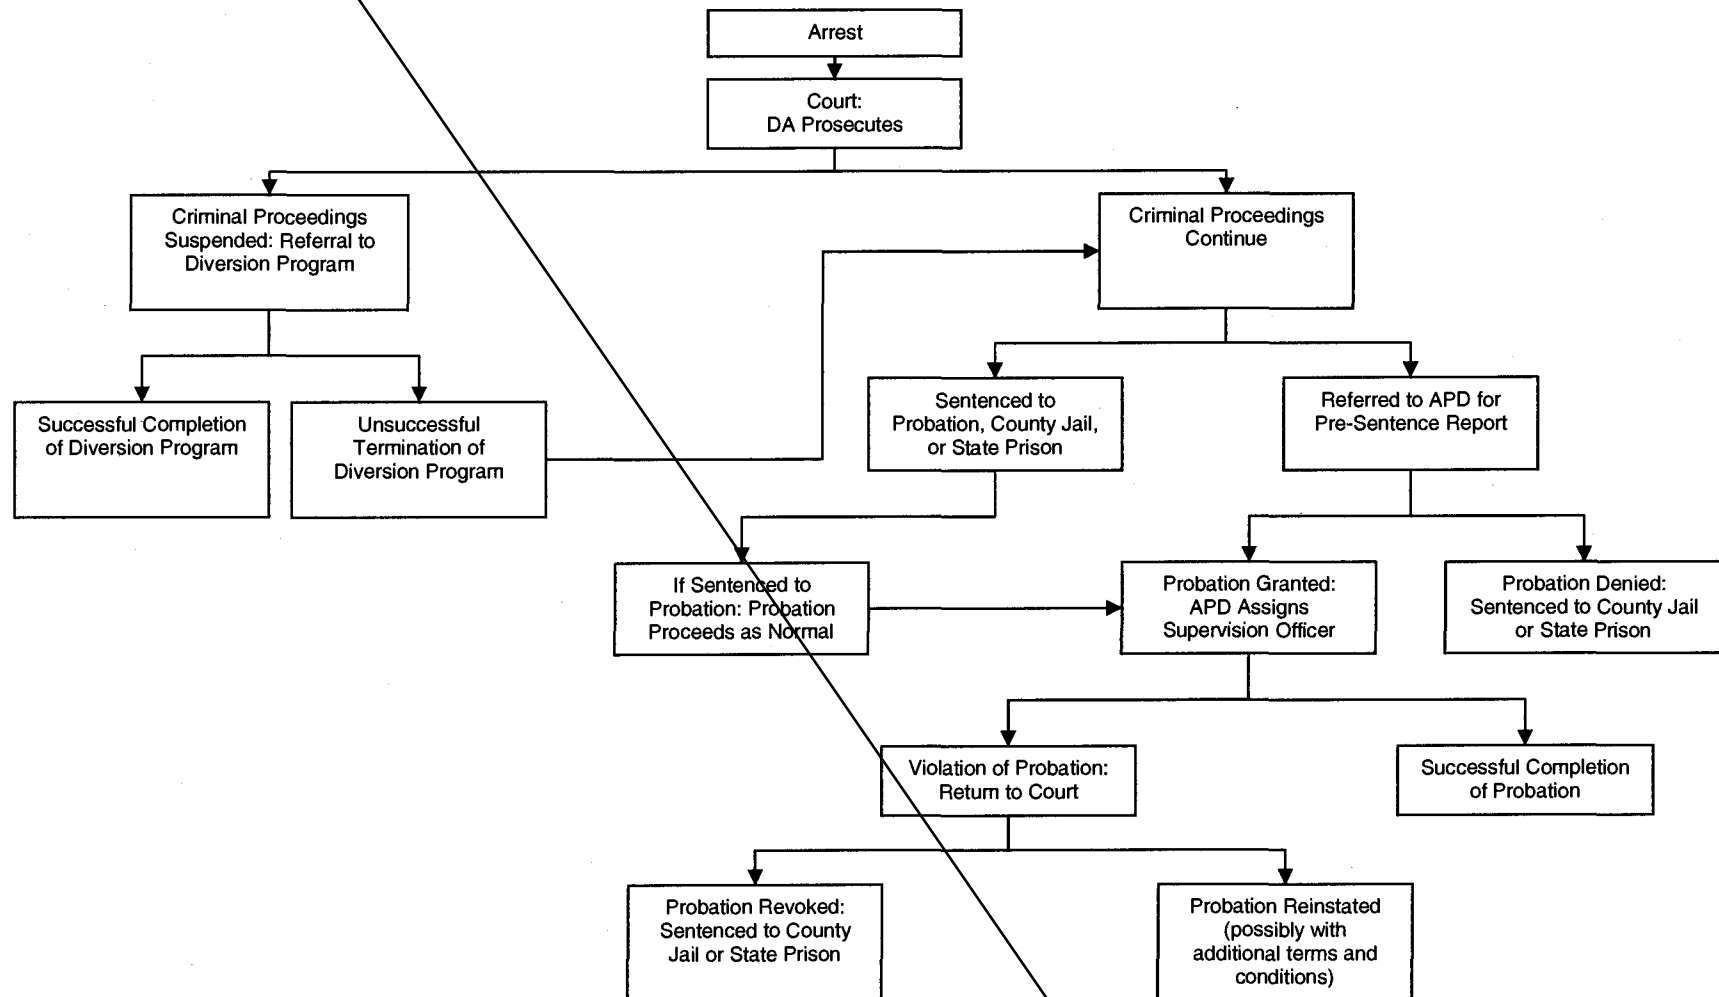 Arrest
Court:
DA Prosecutes
Criminal Proceedings
Suspended: Referral to
Diversion Program
Criminal Proceedings
Continue
Successful Completion
of Diversion Program
Unsuccessful
Termination of
Diversion Program
Sentenced to
Probation, County Jail,
or State Prison
Referred to APD for
Pre-Sentence Report
If Sentenced to
Probation: Probation
Proceeds as Normal
Probation Granted:
APD Assigns
Supervision Officer
Probation Denied:
Sentenced to County Jail
or State Prison
Violation of Probation:
Return to Court
Successful Completion
of Probation
Probation Revoked:
Sentenced to County
Jail or State Prison
Probation Reinstated
(possibly with
additional terms and
conditions)